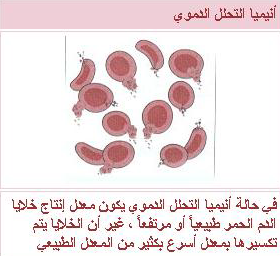 أنيميا التحلل الدموي
في حالة أنيميا التحلل الدموي يكون معدل إنتاج خلايا
الدم الحمر طبيعياً أو مرتفعاً ، غير أن الخلايا يتم
تكسيرها بمعدل أسرع بكثير من المعدل الطبيعي